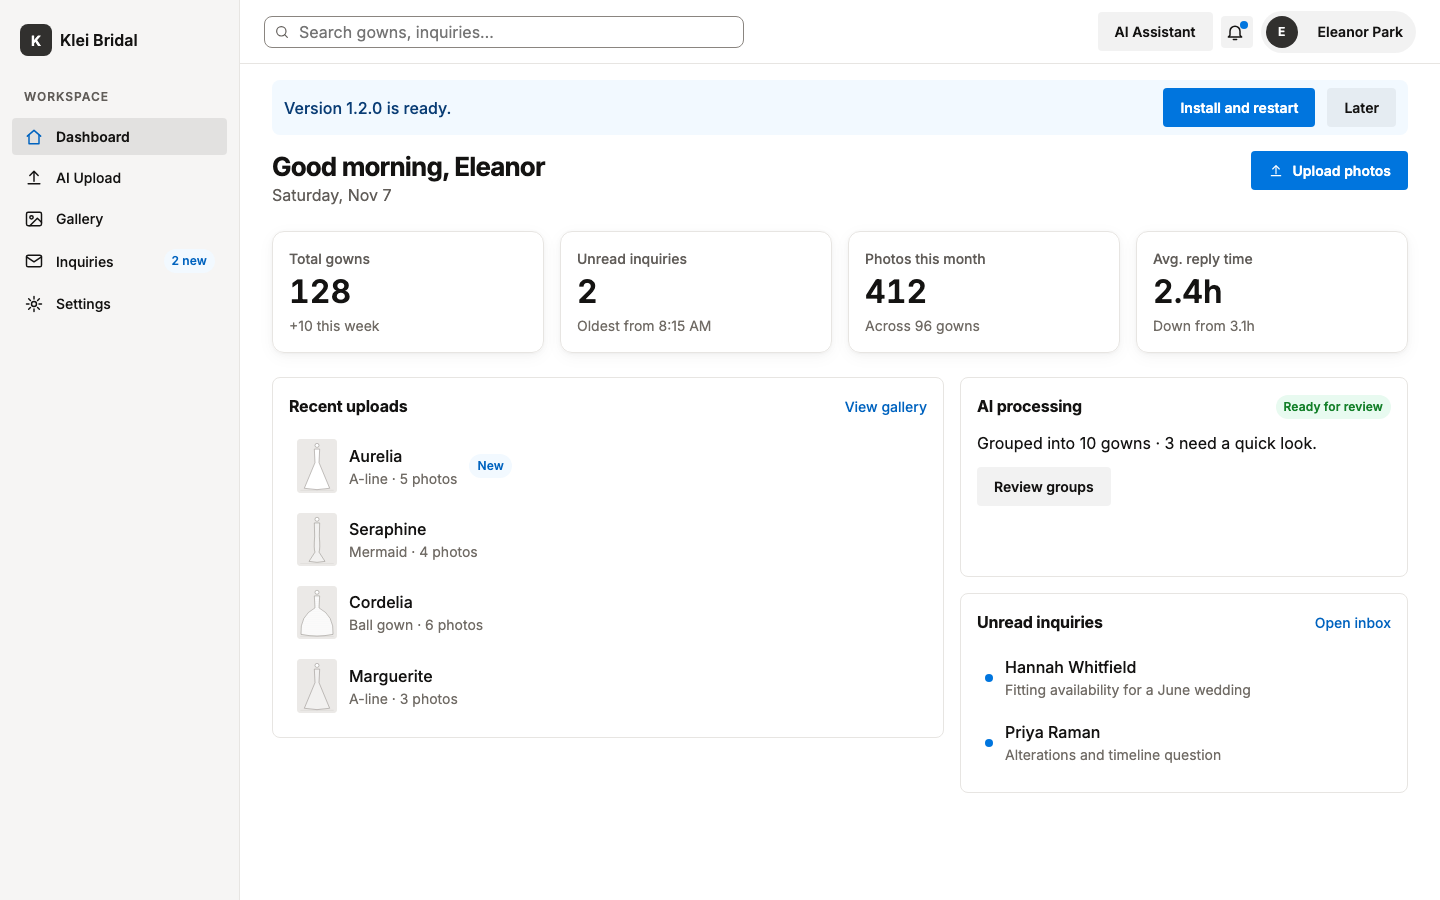 K Klei Bridal
Search gowns, inquiries...
AI Assistant
E Eleanor Park
WORKSPACE
Dashboard
AI Upload
Gallery
Inquiries 2 new
Settings
Version 1.2.0 is ready.
Install and restart
Later
Good morning, Eleanor
Saturday, Nov 7
Upload photos
Total gowns
128
+10 this week
Unread inquiries
2
Oldest from 8:15 AM
Photos this month
412
Across 96 gowns
Avg. reply time
2.4h
Down from 3.1h
Recent uploads
View gallery
Aurelia
A-line · 5 photos
New
Seraphine
Mermaid · 4 photos
Cordelia
Ball gown · 6 photos
Marguerite
A-line · 3 photos
AI processing
Ready for review
Grouped into 10 gowns · 3 need a quick look.
Review groups
Unread inquiries
Open inbox
Hannah Whitfield
Fitting availability for a June wedding
Priya Raman
Alterations and timeline question